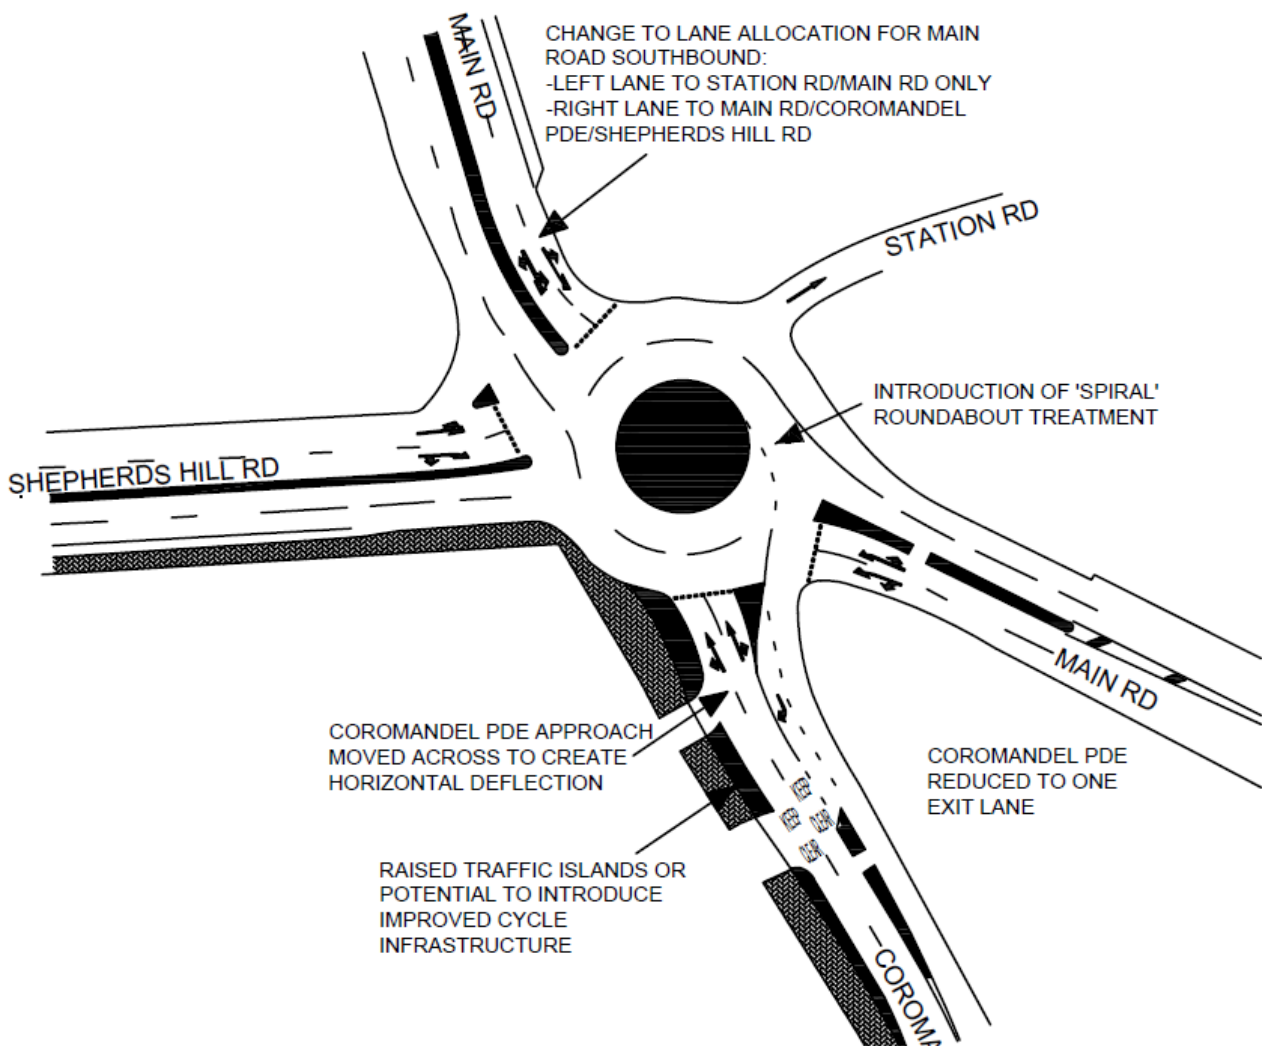 MAIN RD
CHANGE TO LANE ALLOCATION FOR MAIN
ROAD SOUTHBOUND:
-LEFT LANE TO STATION RD/MAIN RD ONLY
-RIGHT LANE TO MAIN RD/COROMANDEL
PDE/SHEPHERDS HILL RD
STATION RD
INTRODUCTION OF 'SPIRAL'
ROUNDABOUT TREATMENT
SHEPHERDS HILL RD
MAIN RD
COROMANDEL PDE APPROACH
MOVED ACROSS TO CREATE
HORIZONTAL DEFLECTION
COROMANDEL PDE
REDUCED TO ONE
EXIT LANE
KEEP
CLEAR
KEEP
CLEAR
RAISED TRAFFIC ISLANDS OR
POTENTIAL TO INTRODUCE
IMPROVED CYCLE
INFRASTRUCTURE
COROMA